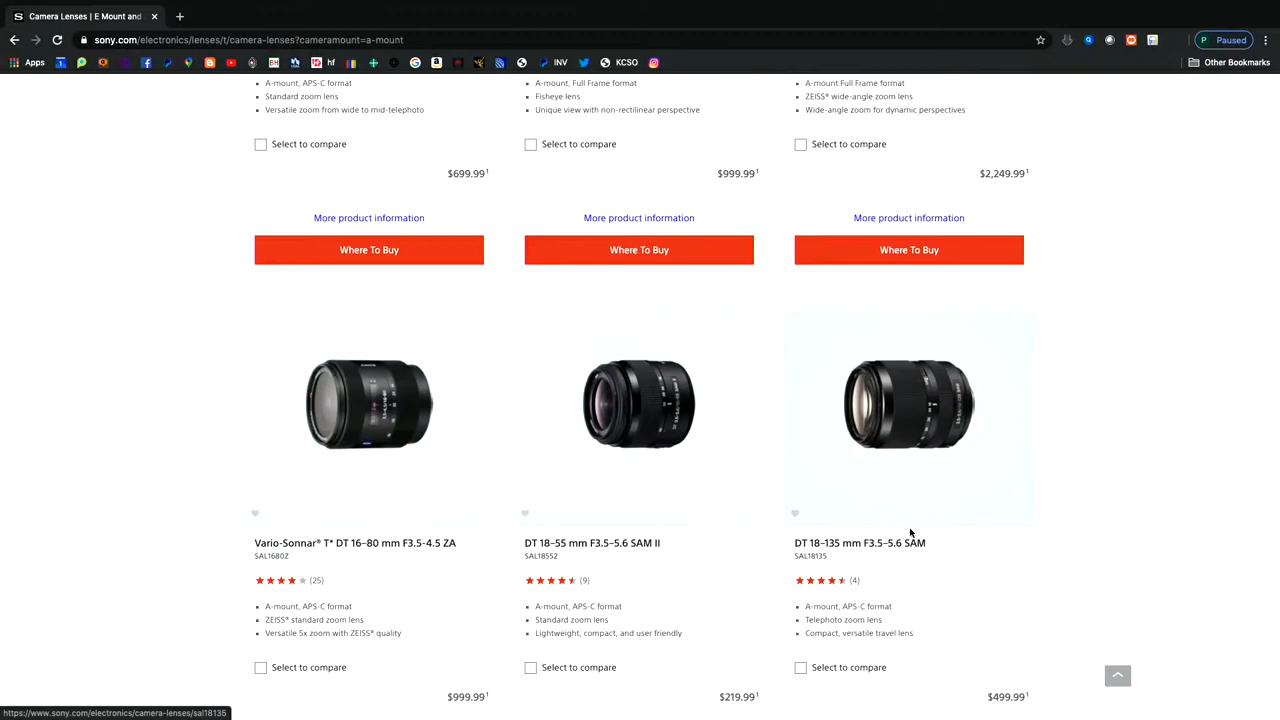 Camera Lenses | E Mount and
sony.com/electronics/lenses/t/camera-lenses?cameramount=a-mount
P Paused
Apps
hf
INV
KCSO
Other Bookmarks
A-mount, APS-C format
Standard zoom lens
Versatile zoom from wide to mid-telephoto
A-mount, Full Frame format
Fisheye lens
Unique view with non-rectilinear perspective
A-mount Full Frame format
ZEISS® wide-angle zoom lens
Wide-angle zoom for dynamic perspectives
Select to compare
Select to compare
Select to compare
$699.99¹
$999.99¹
$2,249.99¹
More product information
More product information
More product information
Where To Buy
Where To Buy
Where To Buy
Vario-Sonnar® T* DT 16–80 mm F3.5-4.5 ZA
SAL1680Z
(25)
A-mount, APS-C format
ZEISS® standard zoom lens
Versatile 5x zoom with ZEISS® quality
Select to compare
$999.99¹
DT 18–55 mm F3.5–5.6 SAM II
SAL18552
(9)
A-mount, APS-C format
Standard zoom lens
Lightweight, compact, and user friendly
Select to compare
$219.99¹
DT 18–135 mm F3.5–5.6 SAM
SAL18135
(4)
A-mount, APS-C format
Telephoto zoom lens
Compact, versatile travel lens
Select to compare
$499.99¹
https://www.sony.com/electronics/camera-lenses/sal18135